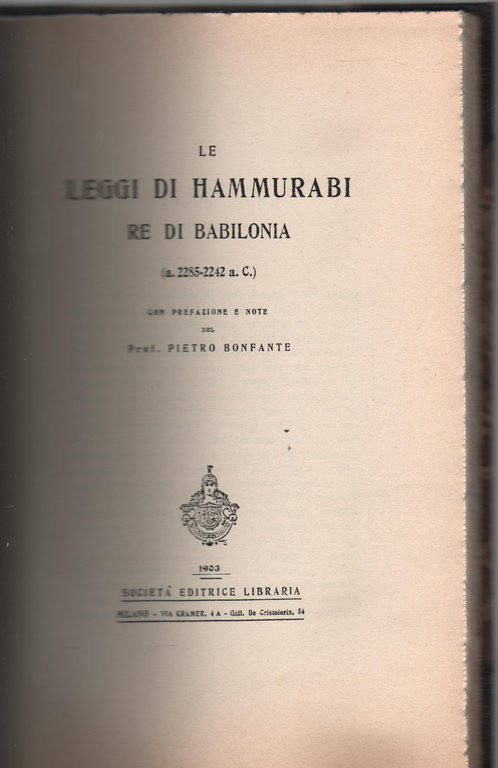 LE
LEGGI DI HAMMURABI
RE DI BABILONIA
(a. 2285-2242 a. C.)
CON PREFAZIONE E NOTE
DEL
Prof. PIETRO BONFANTE
1903
SOCIETÀ EDITRICE LIBRARIA
MILANO - VIA KRAMER, 4 A - Gall. De Cristoforis, 54